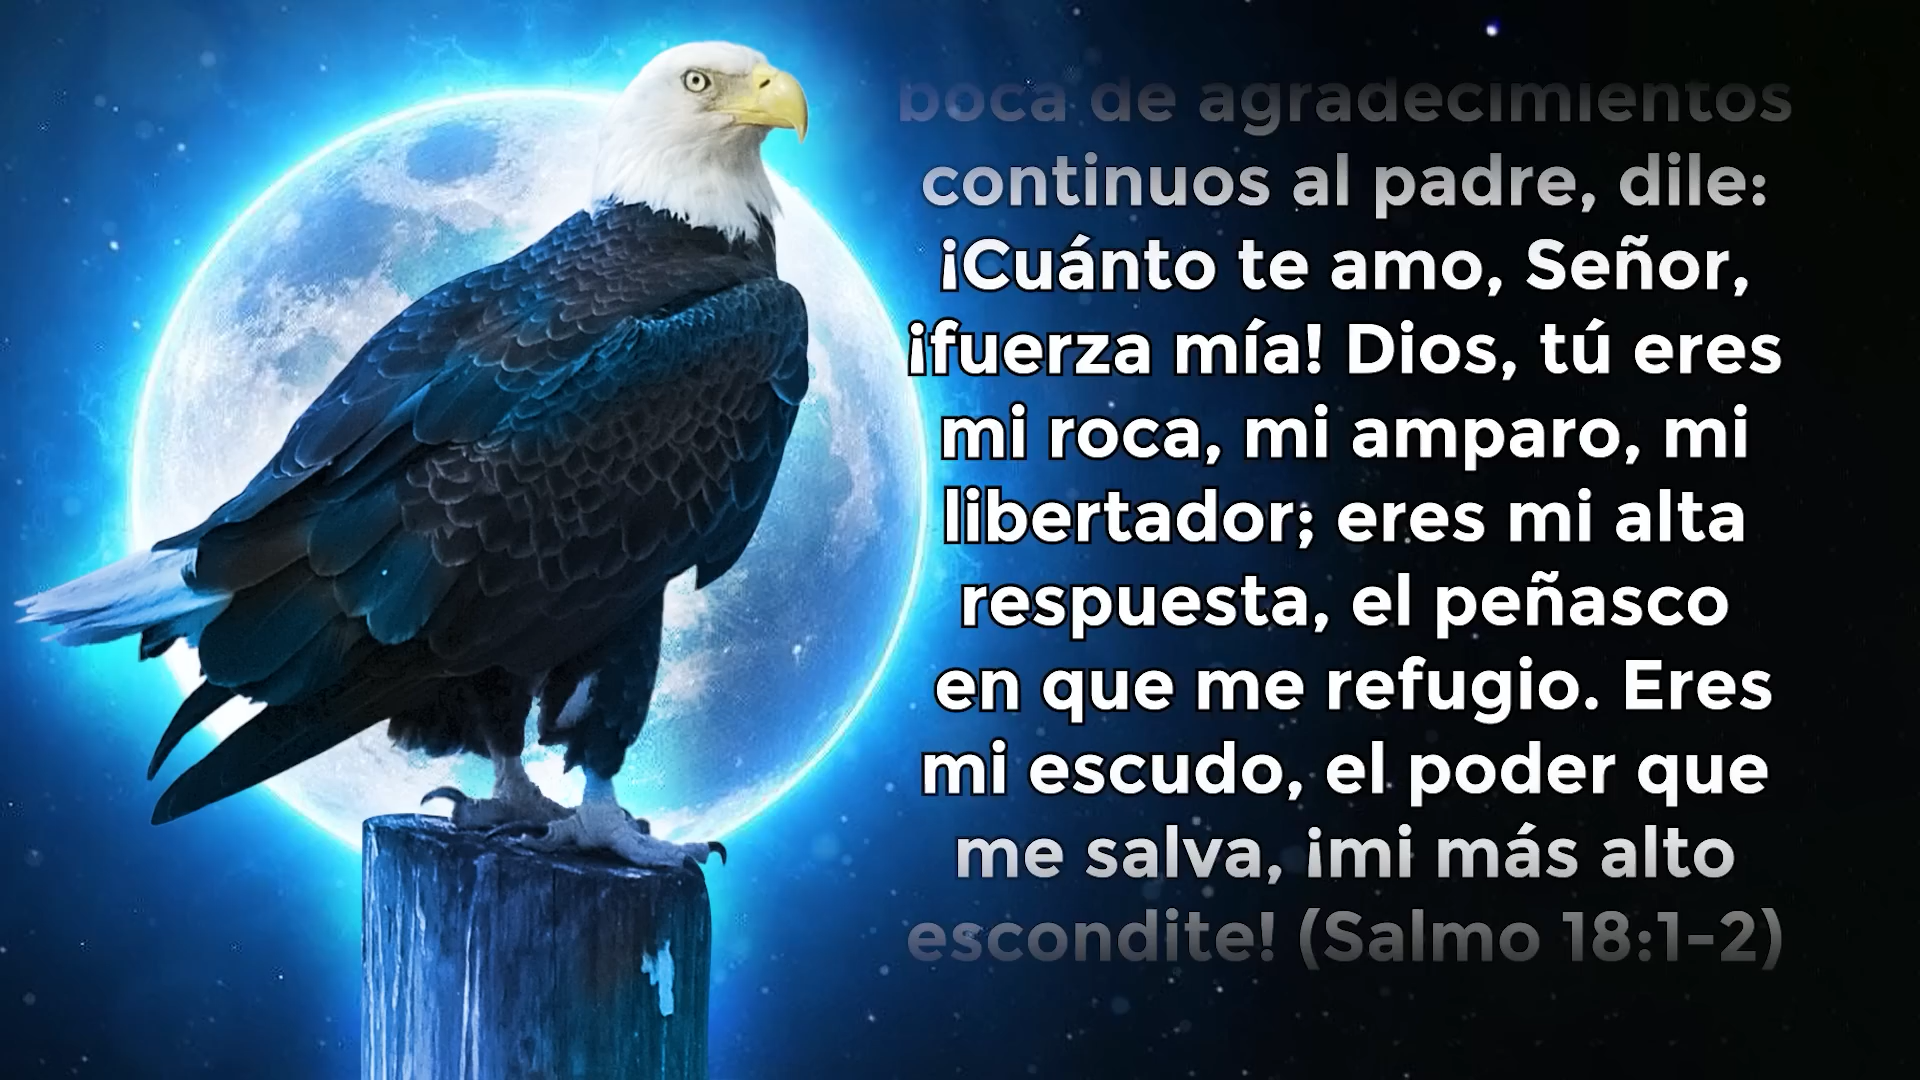 boca de agradecimientos
continuos al padre, dile:
¡Cuánto te amo, Señor,
¡fuerza mía! Dios, tú eres
mi roca, mi amparo, mi
libertador; eres mi alta
respuesta, el peñasco
en que me refugio. Eres
mi escudo, el poder que
me salva, ¡mi más alto
escondite! (Salmo 18:1-2)